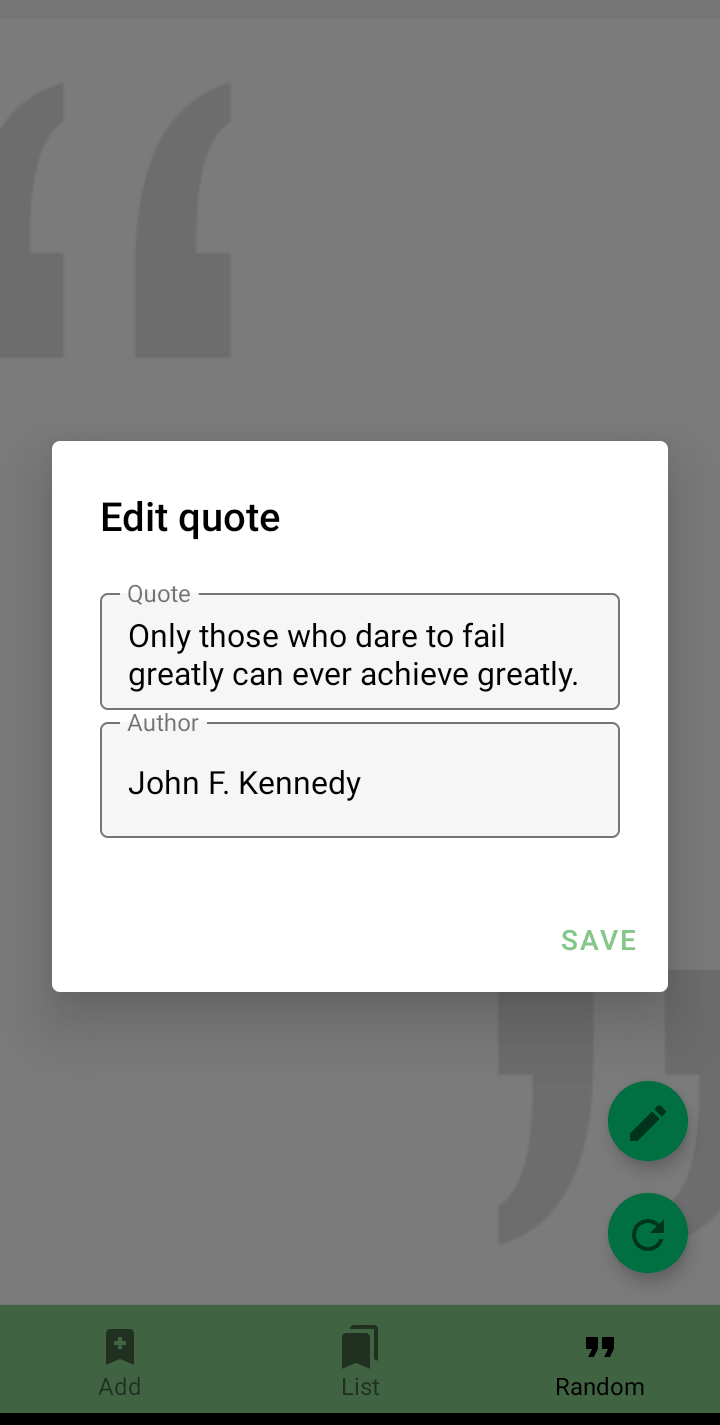 Edit quote
Quote
Only those who dare to fail
greatly can ever achieve greatly.
Author
John F. Kennedy
SAVE
Add
List
Random